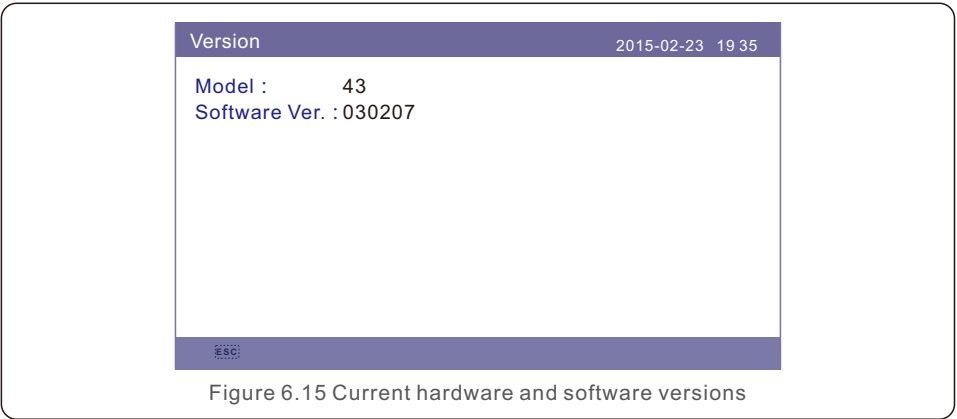 Version 2015-02-23 19 35
Model : 43
Software Ver. : 030207
ESC
Figure 6.15 Current hardware and software versions